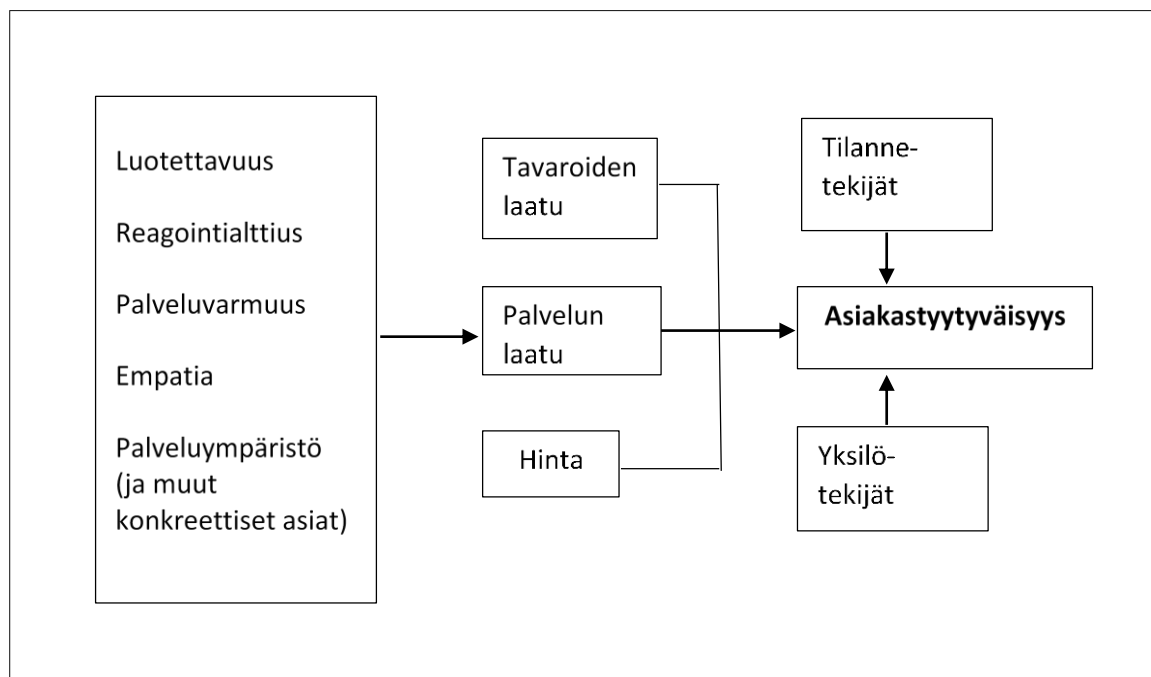 Luotettavuus
Reagointialttius
Palveluvarmuus
Empatia
Palveluympäristö
(ja muut
konkreettiset asiat)
Tavaroiden
laatu
Palvelun
laatu
Hinta
Tilanne-
tekijät
Asiakastyytyväisyys
Yksilö-
tekijät